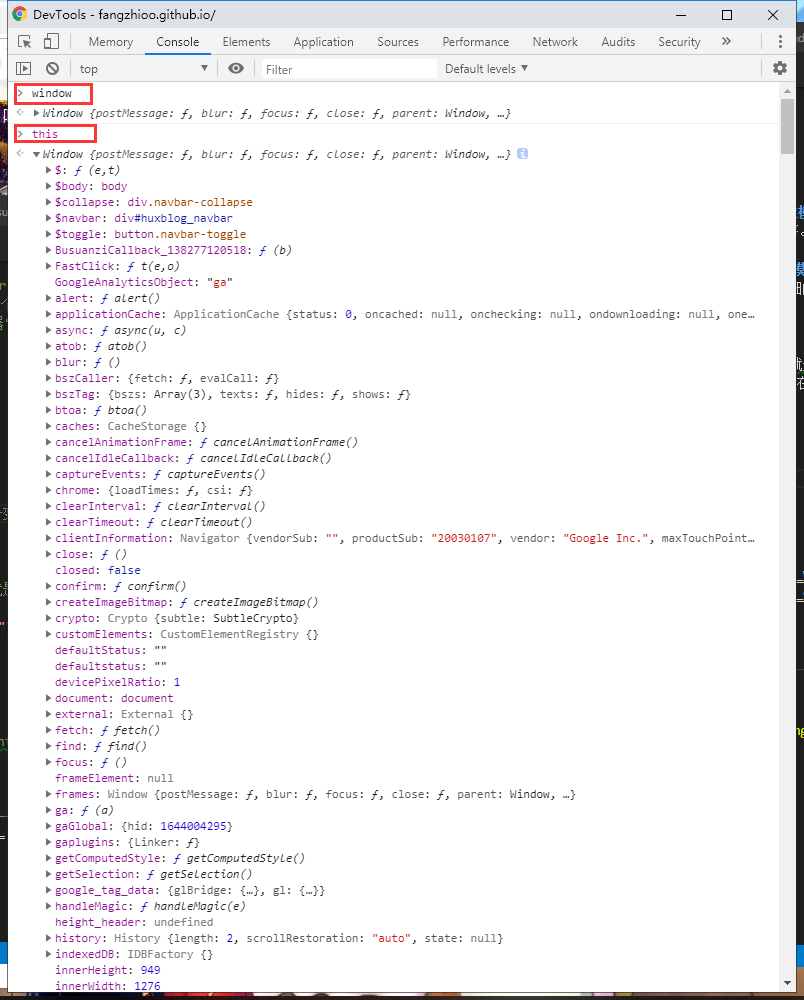 DevTools - fangzhioo.github.io/
Memory Console Elements Application Sources Performance Network Audits Security »
top Filter Default levels
window
Window {postMessage: ƒ, blur: ƒ, focus: ƒ, close: ƒ, parent: Window, …}
this
Window {postMessage: ƒ, blur: ƒ, focus: ƒ, close: ƒ, parent: Window, …} i
$: ƒ (e,t)
$body: body
$collapse: div.navbar-collapse
$navbar: div#huxblog_navbar
$toggle: button.navbar-toggle
BusuanziCallback_138277120518: ƒ (b)
FastClick: ƒ t(e,o)
GoogleAnalyticsObject: "ga"
alert: ƒ alert()
applicationCache: ApplicationCache {status: 0, oncached: null, onchecking: null, ondownloading: null, one…
async: ƒ async(u, c)
atob: ƒ atob()
blur: ƒ ()
bszCaller: {fetch: ƒ, evalCall: ƒ}
bszTag: {bszs: Array(3), texts: ƒ, hides: ƒ, shows: ƒ}
btoa: ƒ btoa()
caches: CacheStorage {}
cancelAnimationFrame: ƒ cancelAnimationFrame()
cancelIdleCallback: ƒ cancelIdleCallback()
captureEvents: ƒ captureEvents()
chrome: {loadTimes: ƒ, csi: ƒ}
clearInterval: ƒ clearInterval()
clearTimeout: ƒ clearTimeout()
clientInformation: Navigator {vendorSub: "", productSub: "20030107", vendor: "Google Inc.", maxTouchPoint…
close: ƒ ()
closed: false
confirm: ƒ confirm()
createImageBitmap: ƒ createImageBitmap()
crypto: Crypto {subtle: SubtleCrypto}
customElements: CustomElementRegistry {}
defaultStatus: ""
defaultstatus: ""
devicePixelRatio: 1
document: document
external: External {}
fetch: ƒ fetch()
find: ƒ find()
focus: ƒ ()
frameElement: null
frames: Window {postMessage: ƒ, blur: ƒ, focus: ƒ, close: ƒ, parent: Window, …}
ga: ƒ (a)
gaGlobal: {hid: 1644004295}
gaplugins: {Linker: ƒ}
getComputedStyle: ƒ getComputedStyle()
getSelection: ƒ getSelection()
google_tag_data: {glBridge: {…}, gl: {…}}
handleMagic: ƒ handleMagic(e)
height_header: undefined
history: History {length: 2, scrollRestoration: "auto", state: null}
indexedDB: IDBFactory {}
innerHeight: 949
innerWidth: 1276